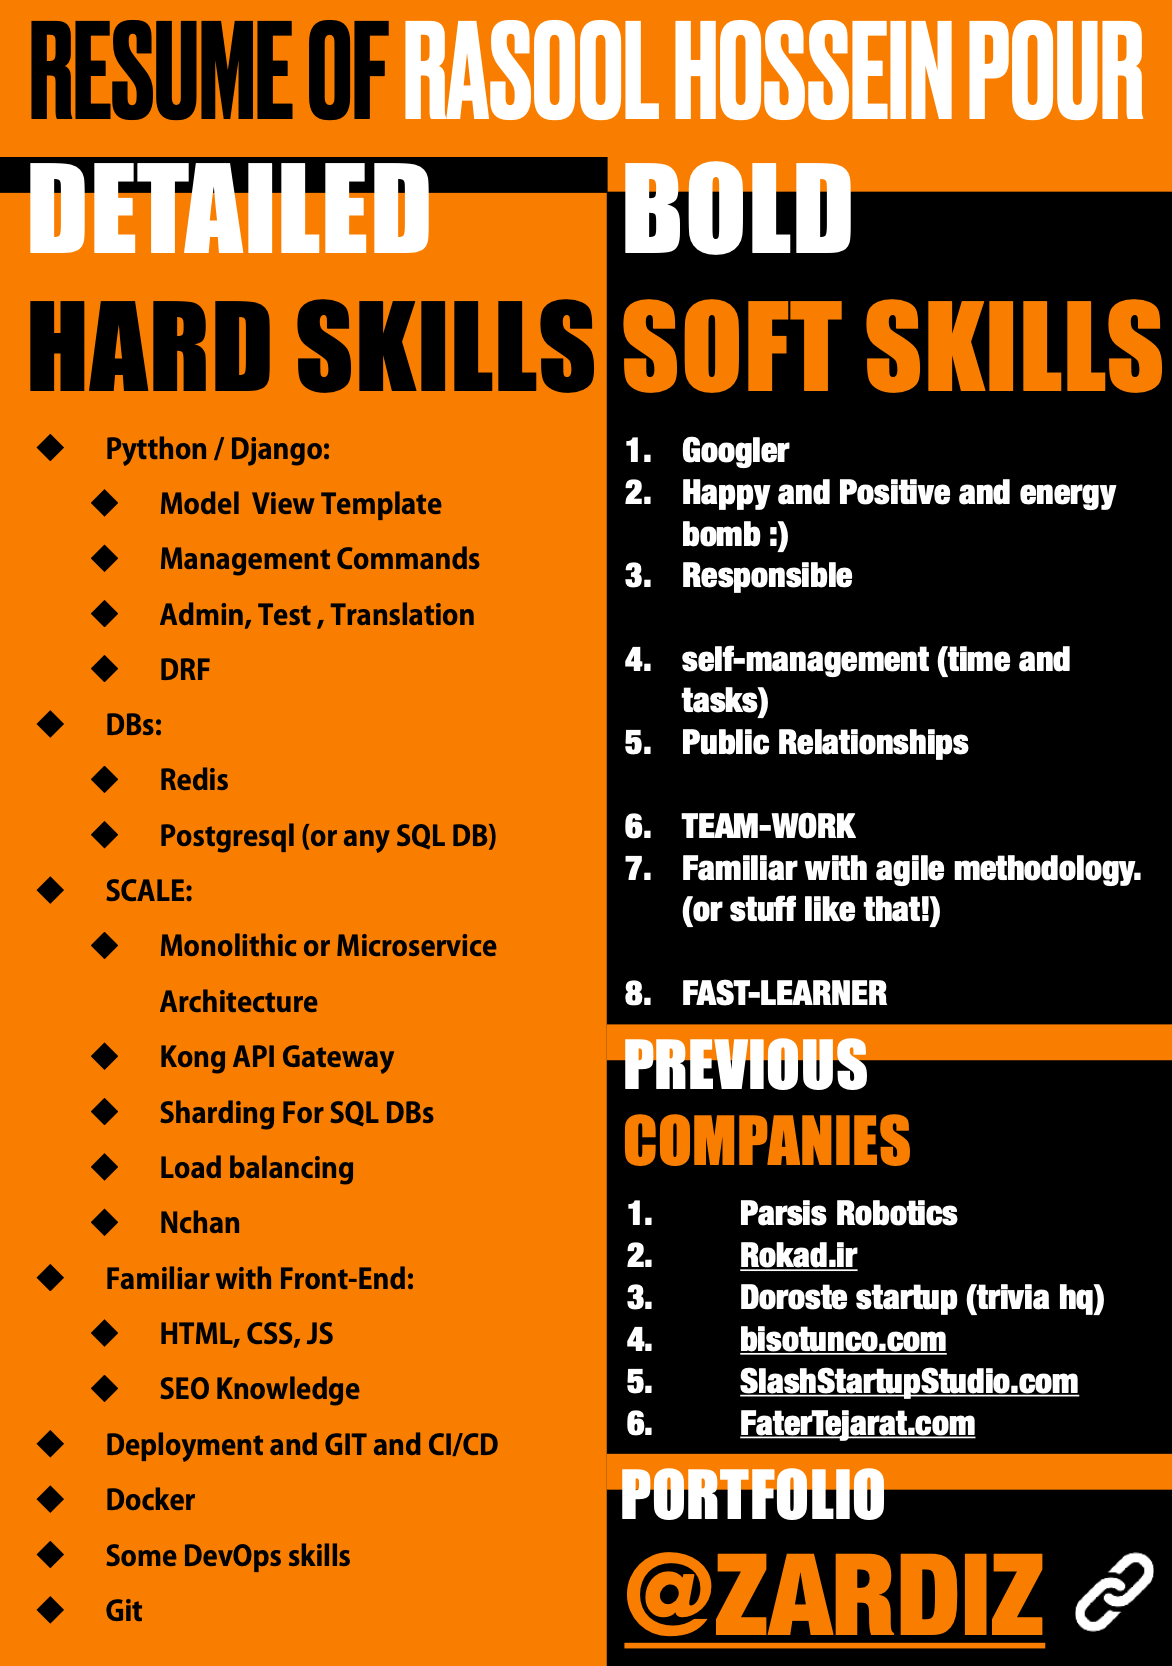 RESUME OF RASOOL HOSSEIN POUR
DETAILED
HARD SKILLS
Pytthon / Django:
Model View Template
Management Commands
Admin, Test , Translation
DRF
DBs:
Redis
Postgresql (or any SQL DB)
SCALE:
Monolithic or Microservice
Architecture
Kong API Gateway
Sharding For SQL DBs
Load balancing
Nchan
Familiar with Front-End:
HTML, CSS, JS
SEO Knowledge
Deployment and GIT and CI/CD
Docker
Some DevOps skills
Git
BOLD
SOFT SKILLS
1. Googler
2. Happy and Positive and energy
bomb :)
3. Responsible
4. self-management (time and
tasks)
5. Public Relationships
6. TEAM-WORK
7. Familiar with agile methodology.
(or stuff like that!)
8. FAST-LEARNER
PREVIOUS
COMPANIES
1. Parsis Robotics
2. Rokad.ir
3. Doroste startup (trivia hq)
4. bisotunco.com
5. SlashStartupStudio.com
6. FaterTejarat.com
PORTFOLIO
@ZARDIZ